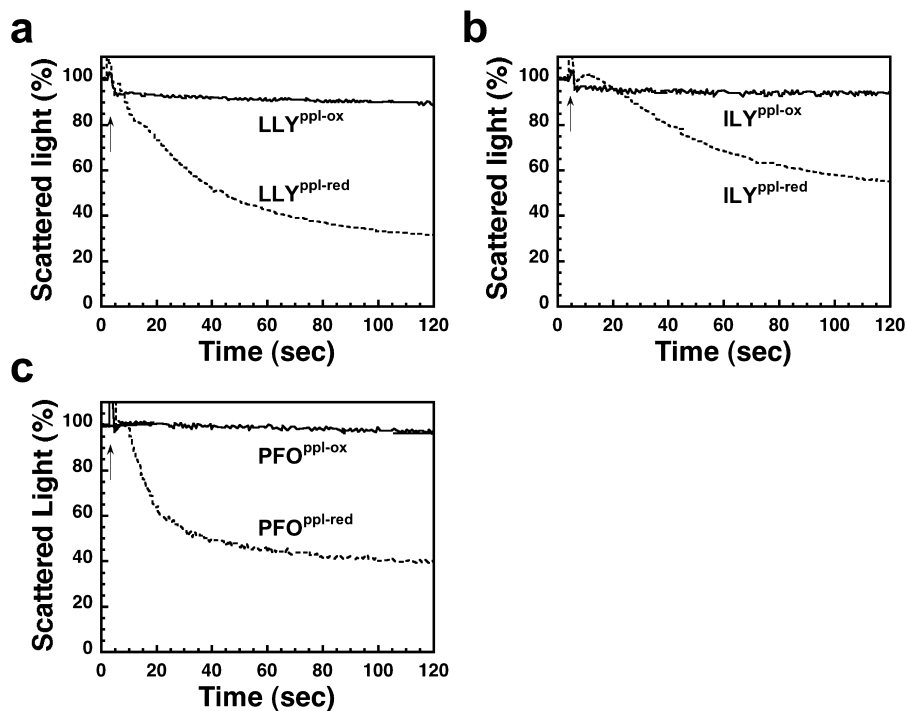 a
Scattered light (%)
100
80
60
40
20
0
LLYppl-ox
LLYppl-red
0 20 40 60 80 100 120
Time (sec)
b
Scattered light (%)
100
80
60
40
20
0
ILYppl-ox
ILYppl-red
0 20 40 60 80 100 120
Time (sec)
c
Scattered Light (%)
100
80
60
40
20
0
PFOppl-ox
PFOppl-red
0 20 40 60 80 100 120
Time (sec)